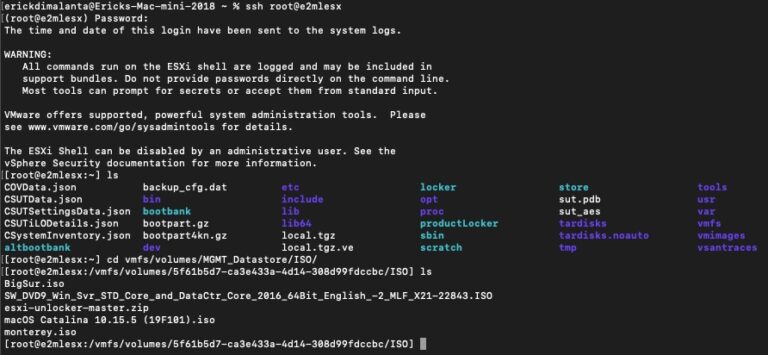 erickdimalanta@Ericks-Mac-mini-2018 ~ % ssh root@e2mlesx
[(root@e2mlesx) Password:
The time and date of this login have been sent to the system logs.
WARNING:
All commands run on the ESXi shell are logged and may be included in
support bundles. Do not provide passwords directly on the command line.
Most tools can prompt for secrets or accept them from standard input.
VMware offers supported, powerful system administration tools. Please
see www.vmware.com/go/sysadmintools for details.
The ESXi Shell can be disabled by an administrative user. See the
vSphere Security documentation for more information.
[[root@e2mlesx:~] ls
COVData.json backup_cfg.dat etc locker store tools
CSUTData.json bin include opt sut.pdb usr
CSUTSettingsData.json bootbank lib proc sut_aes var
CSUTiLODetails.json bootpart.gz lib64 productLocker tardisks vmfs
CSystemInventory.json bootpart4kn.gz local.tgz sbin tardisks.noauto vmimages
altbootbank dev local.tgz.ve scratch tmp vsantraces
[[root@e2mlesx:~] cd vmfs/volumes/MGMT_Datastore/ISO/
[[root@e2mlesx:/vmfs/volumes/5f61b5d7-ca3e433a-4d14-308d99fdccbc/ISO] ls
BigSur.iso
SW_DVD9_Win_Svr_STD_Core_and_DataCtr_Core_2016_64Bit_English_-2_MLF_X21-22843.ISO
esxi-unlocker-master.zip
macOS Catalina 10.15.5 (19F101).iso
monterey.iso
[root@e2mlesx:/vmfs/volumes/5f61b5d7-ca3e433a-4d14-308d99fdccbc/ISO]